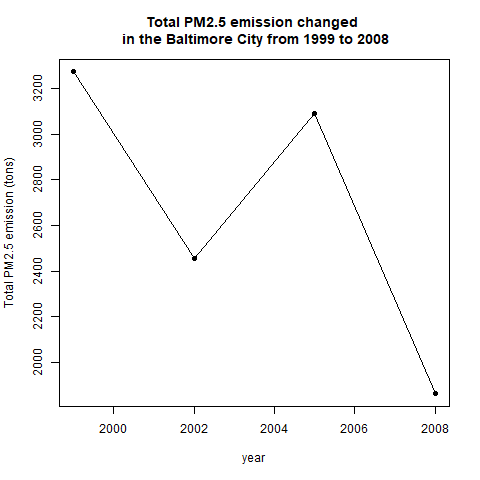 Total PM2.5 emission changed
in the Baltimore City from 1999 to 2008
Total PM2.5 emission (tons)
3200
3000
2800
2600
2400
2200
2000
2000 2002 2004 2006 2008
year